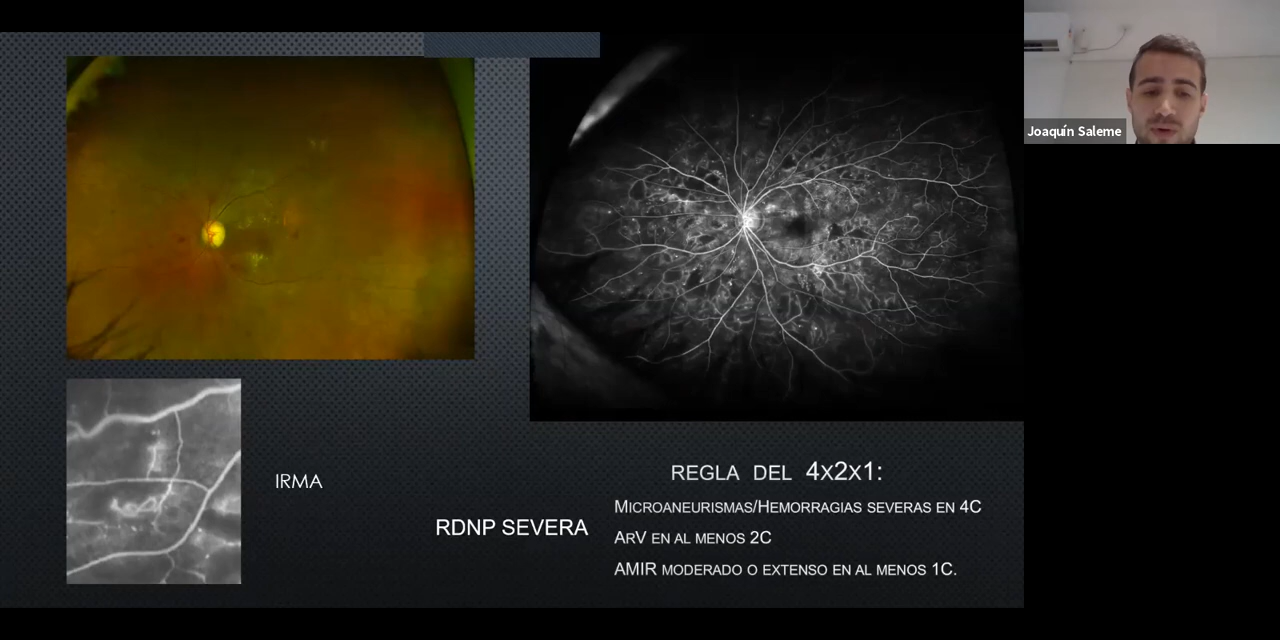 Joaquín Saleme
IRMA
RDNP SEVERA
REGLA DEL 4x2x1:
MICROANEURISMAS/HEMORRAGIAS SEVERAS EN 4C
ARV EN AL MENOS 2C
AMIR MODERADO O EXTENSO EN AL MENOS 1C.